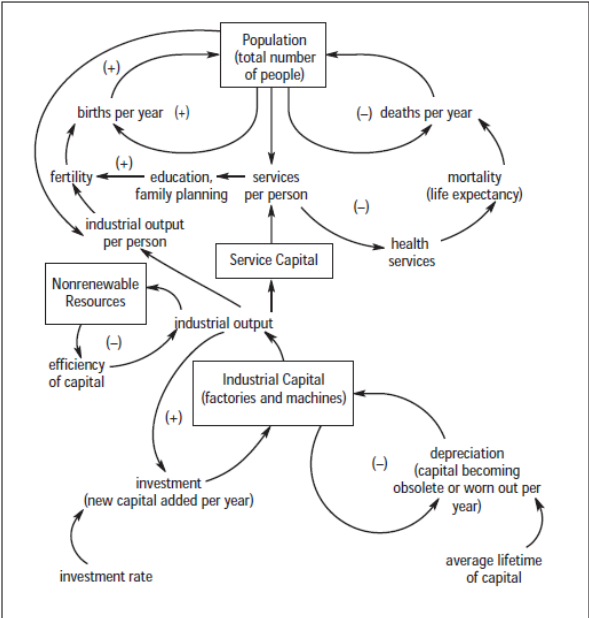 Population
(total number
of people)
(+)
births per year
(+)
(–)
deaths per year
fertility
(+)
education,
family planning
services
per person
(–)
mortality
(life expectancy)
industrial output
per person
health
services
Service Capital
Nonrenewable
Resources
industrial output
(–)
efficiency
of capital
Industrial Capital
(factories and machines)
(+)
(–)
depreciation
(capital becoming
obsolete or worn out per
year)
investment
(new capital added per year)
average lifetime
of capital
investment rate